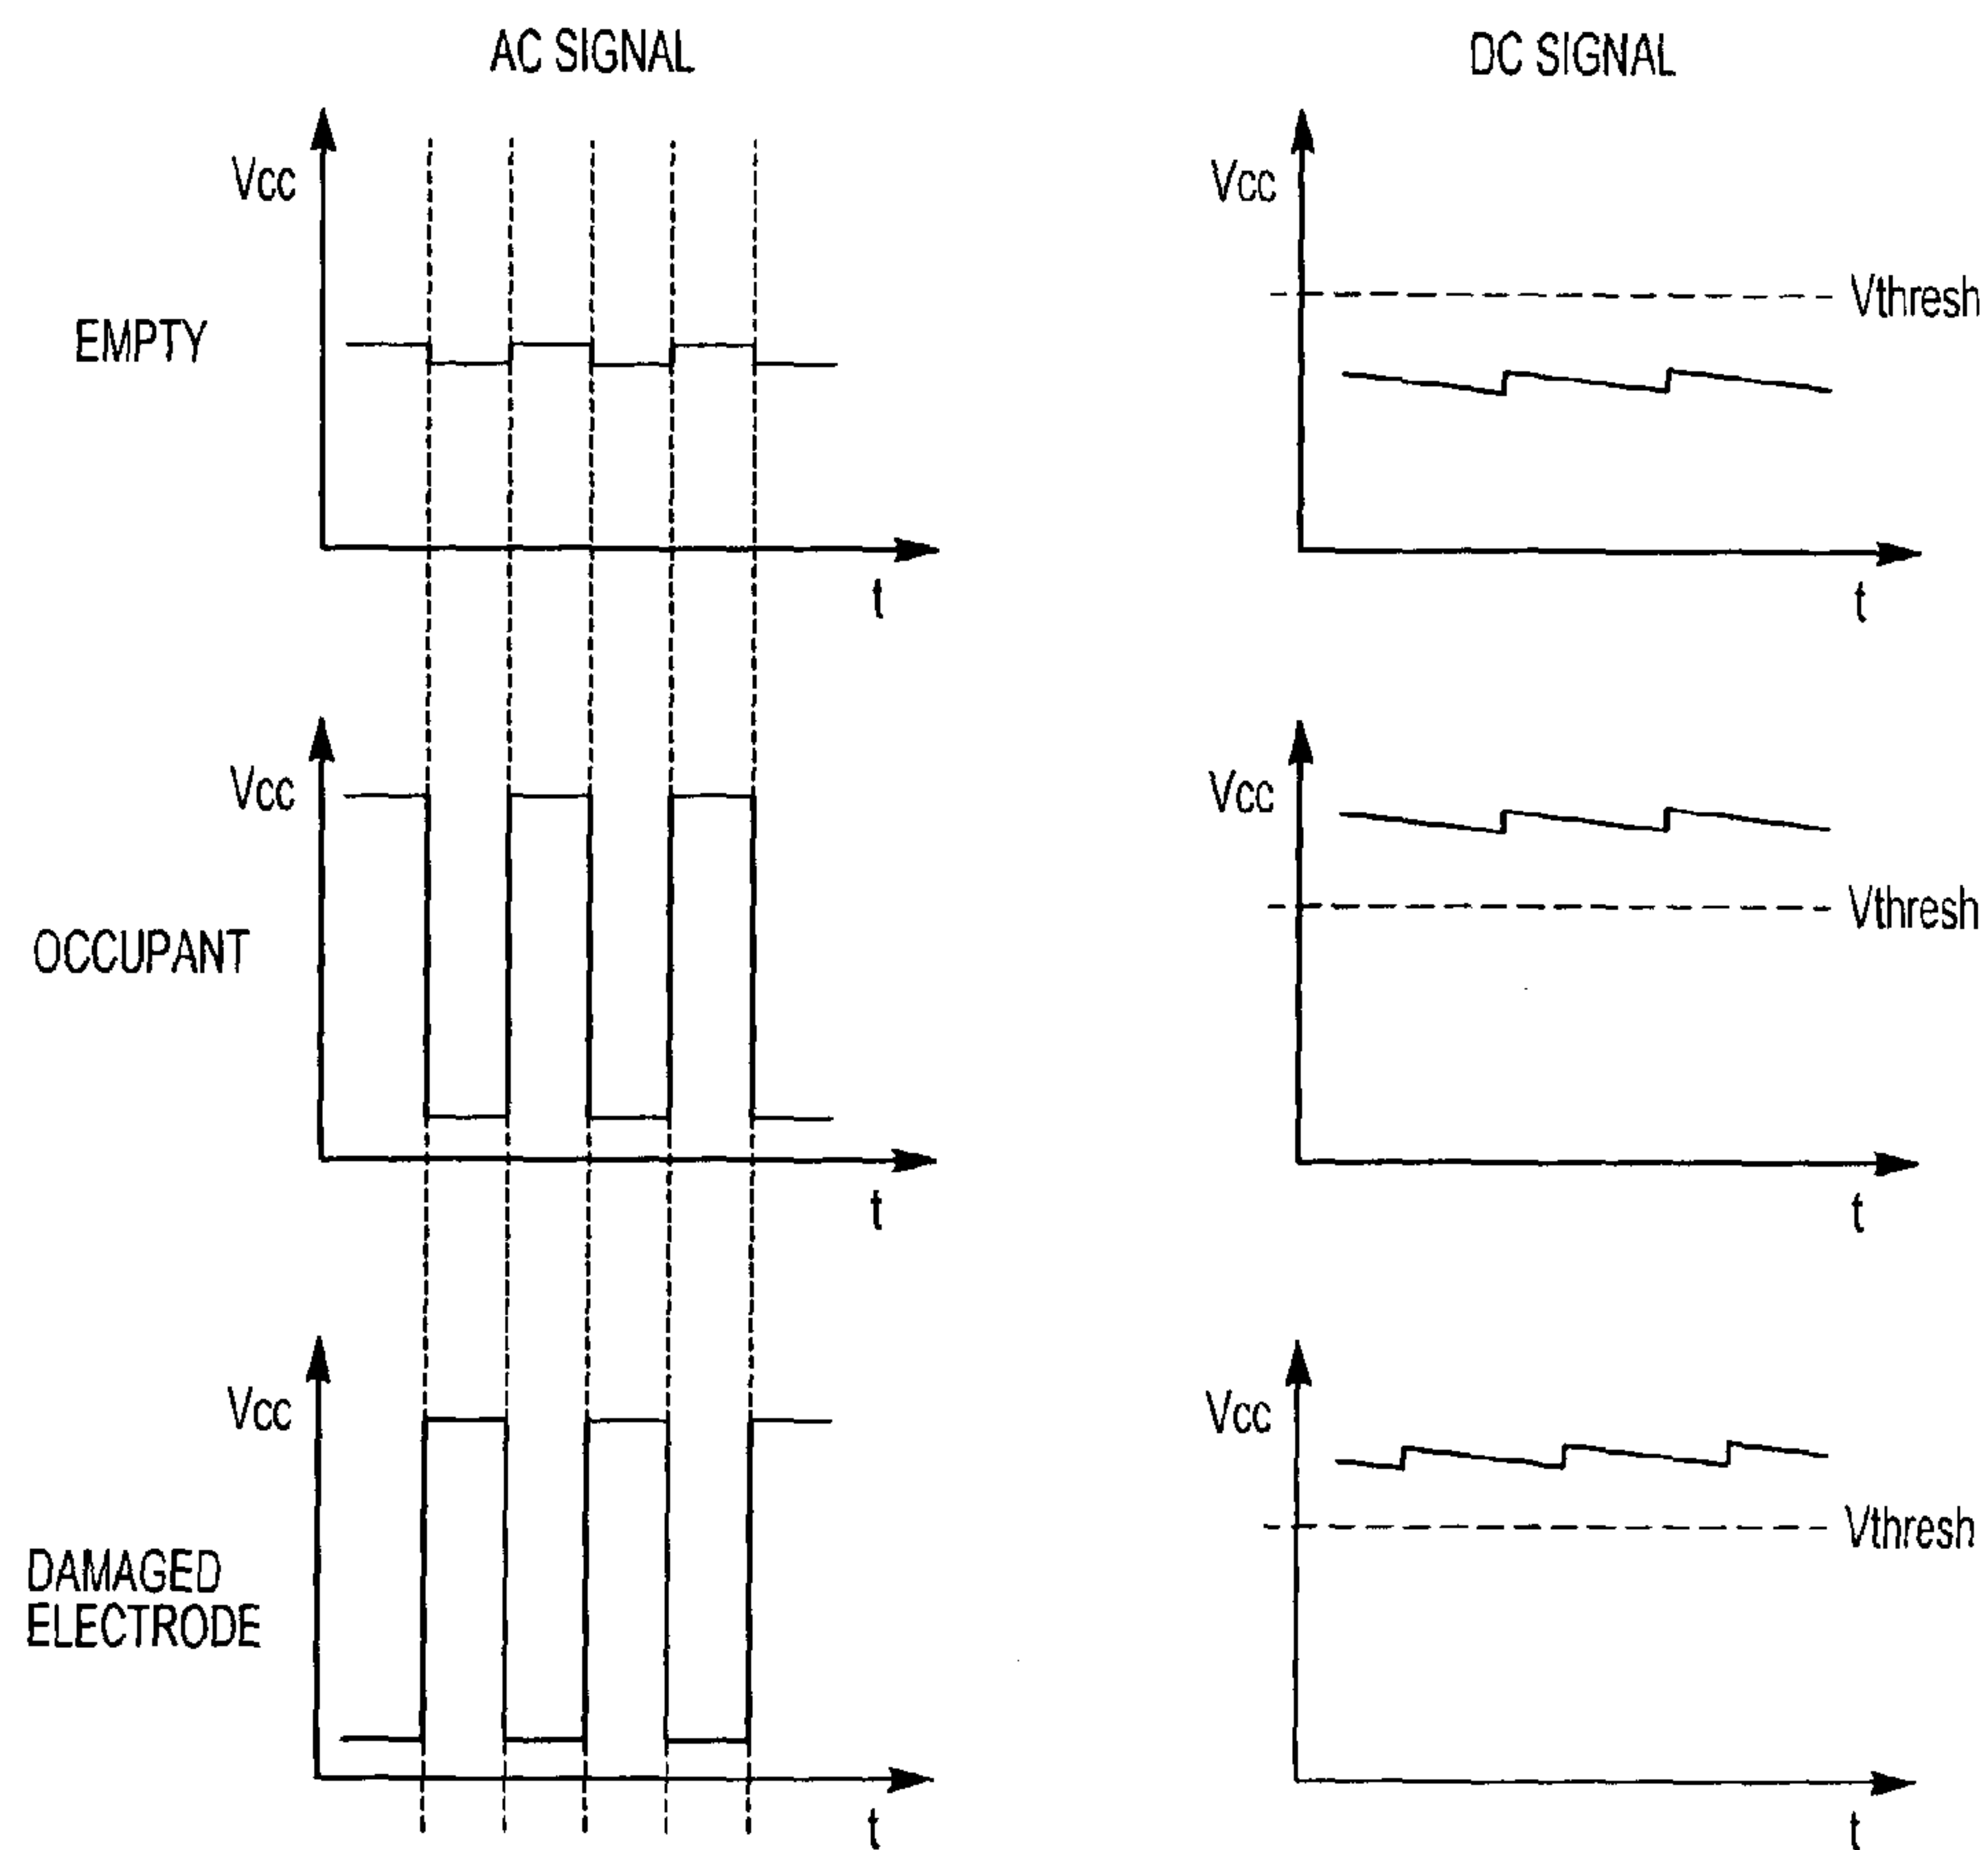 AC SIGNAL
DC SIGNAL
Vcc
EMPTY
t
Vcc
Vthresh
t
Vcc
OCCUPANT
t
Vcc
Vthresh
t
Vcc
DAMAGED
ELECTRODE
t
Vcc
Vthresh
t